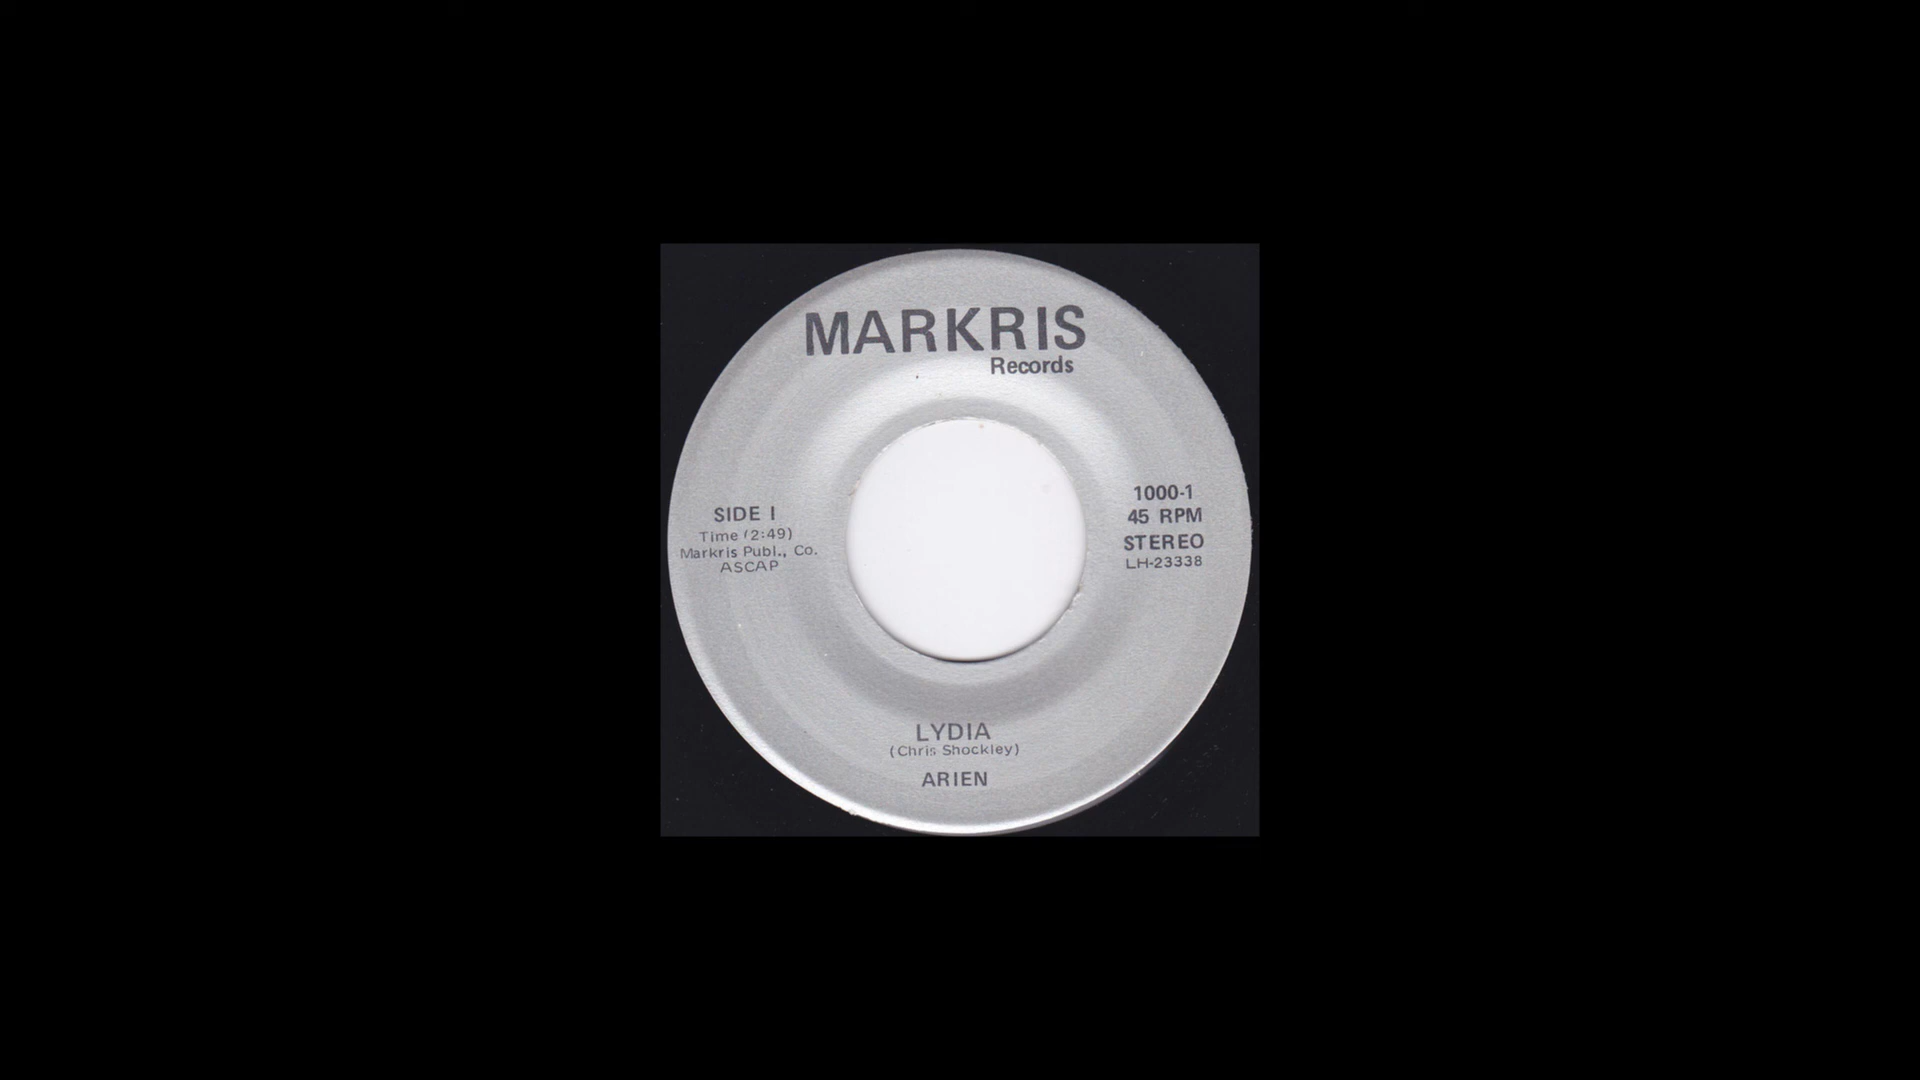 MARKRIS
Records
SIDE I
Time (2:49)
Markris Publ., Co.
ASCAP
1000-1
45 RPM
STEREO
LH-23338
LYDIA
(Chris Shockley)
ARIEN